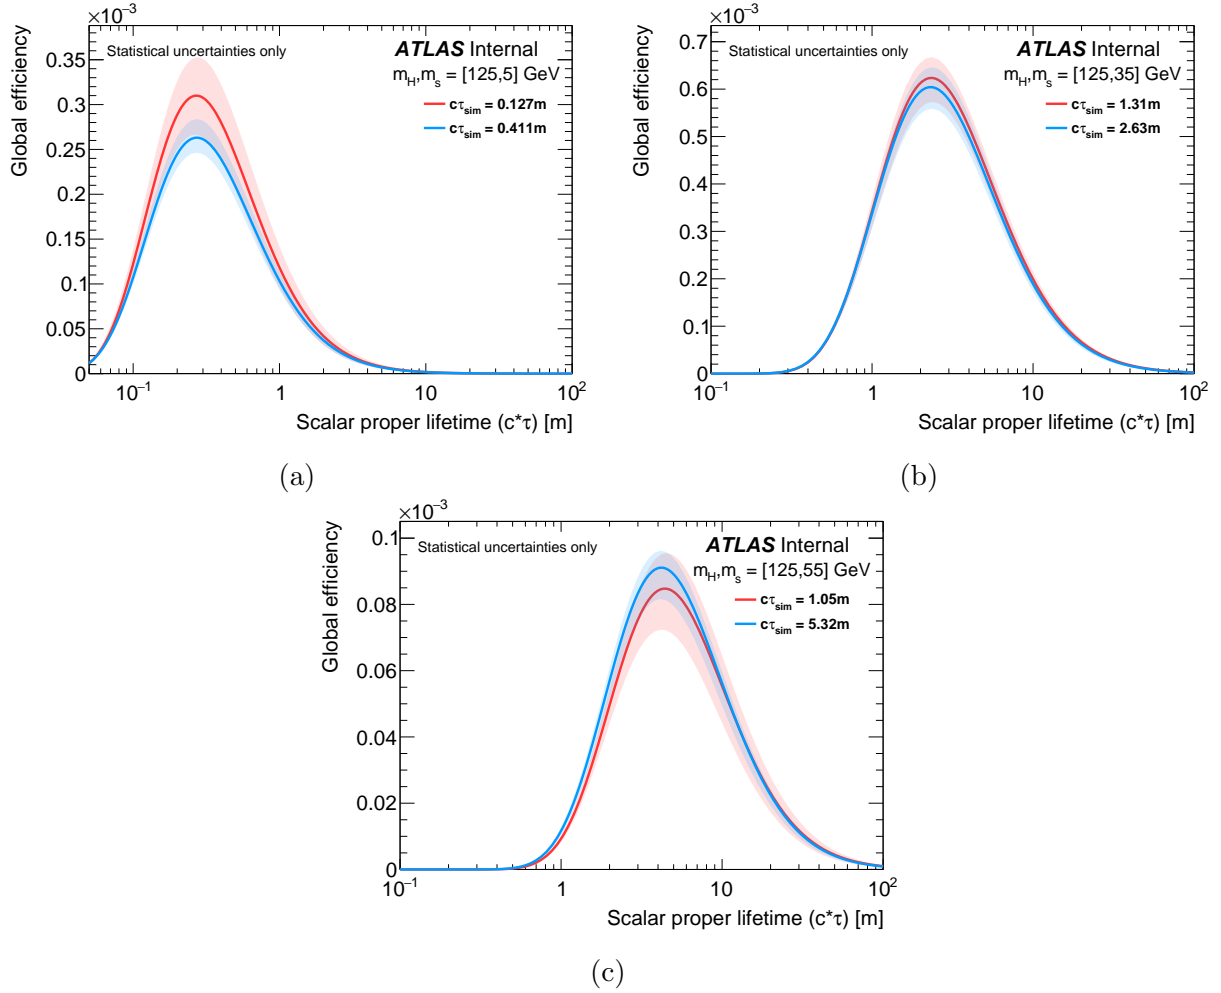 ×10⁻³
Global efficiency
Statistical uncertainties only
ATLAS Internal
m_H,m_s = [125,5] GeV
cτ_sim = 0.127m
cτ_sim = 0.411m
0.35
0.3
0.25
0.2
0.15
0.1
0.05
0
10⁻¹ 1 10 10²
Scalar proper lifetime (c*τ) [m]
(a)
×10⁻³
Global efficiency
Statistical uncertainties only
ATLAS Internal
m_H,m_s = [125,35] GeV
cτ_sim = 1.31m
cτ_sim = 2.63m
0.7
0.6
0.5
0.4
0.3
0.2
0.1
0
10⁻¹ 1 10 10²
Scalar proper lifetime (c*τ) [m]
(b)
×10⁻³
Global efficiency
Statistical uncertainties only
ATLAS Internal
m_H,m_s = [125,55] GeV
cτ_sim = 1.05m
cτ_sim = 5.32m
0.1
0.08
0.06
0.04
0.02
0
10⁻¹ 1 10 10²
Scalar proper lifetime (c*τ) [m]
(c)